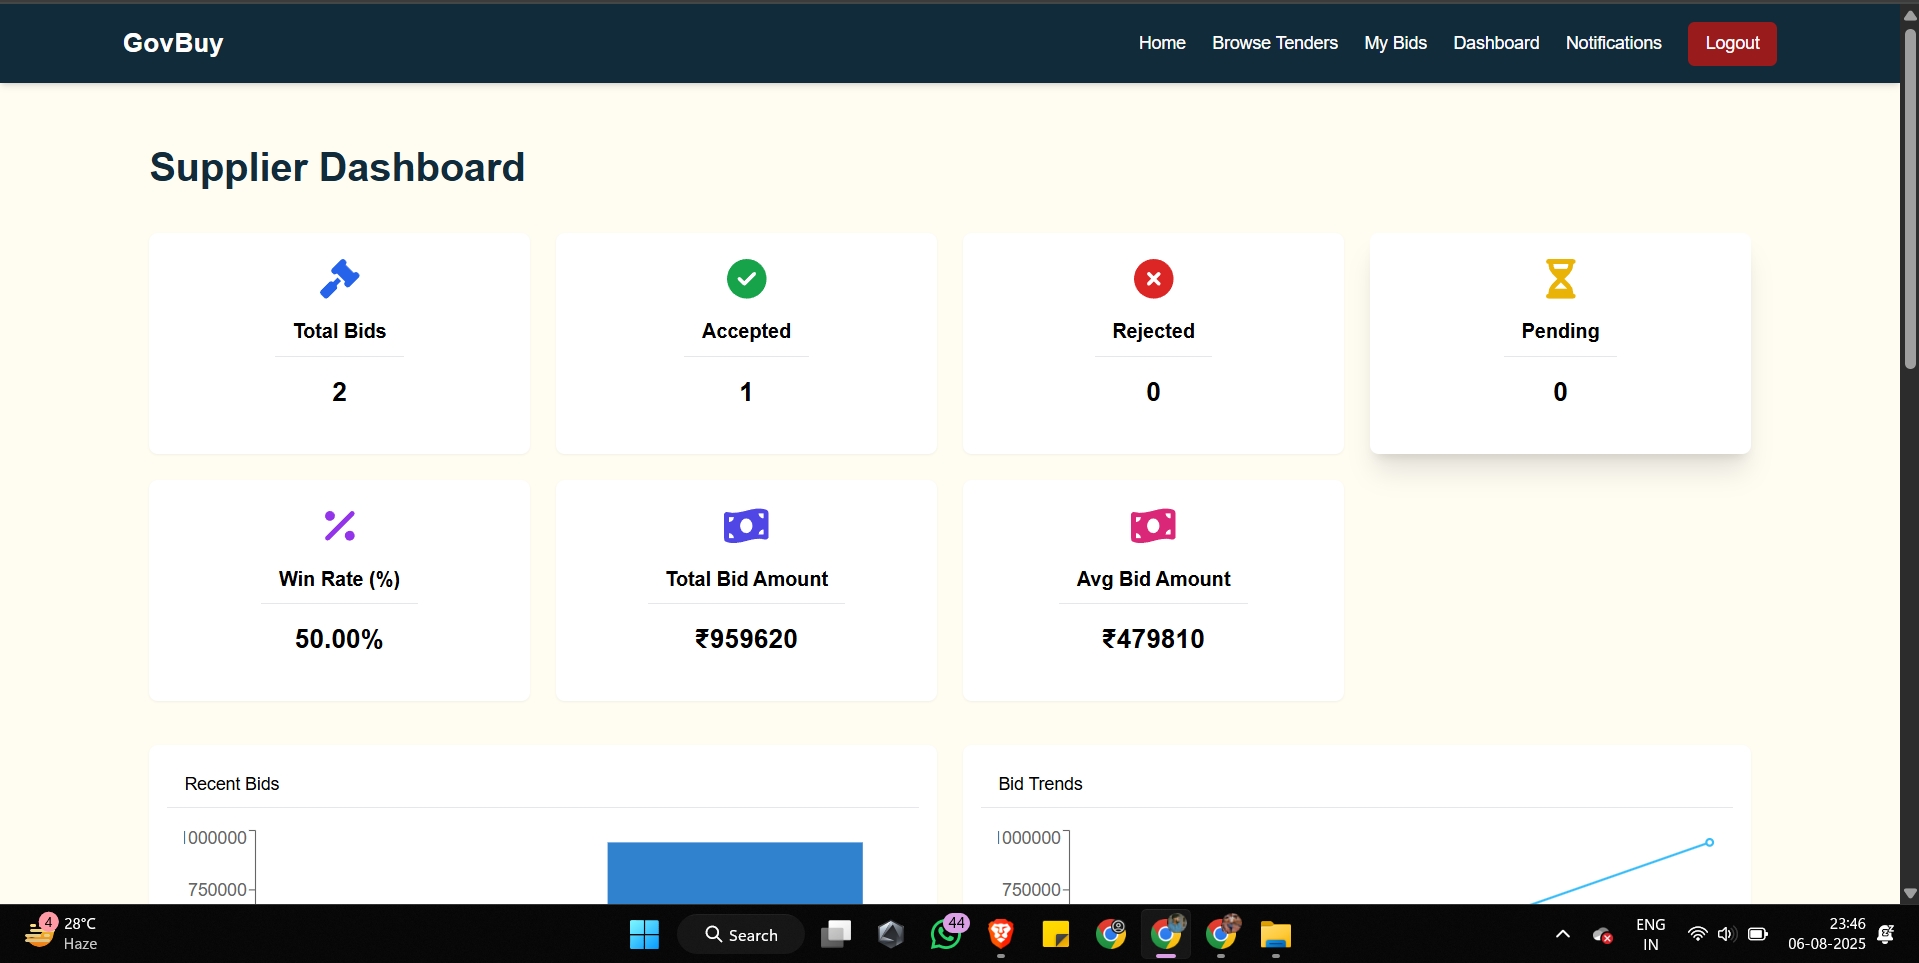 GovBuy
Home Browse Tenders My Bids Dashboard Notifications Logout
Supplier Dashboard
Total Bids
2
Accepted
1
Rejected
0
Pending
0
Win Rate (%)
50.00%
Total Bid Amount
₹959620
Avg Bid Amount
₹479810
Recent Bids
1000000
750000
Bid Trends
1000000
750000
4
28°C
Haze
Search
44
ENG
IN
23:46
06-08-2025